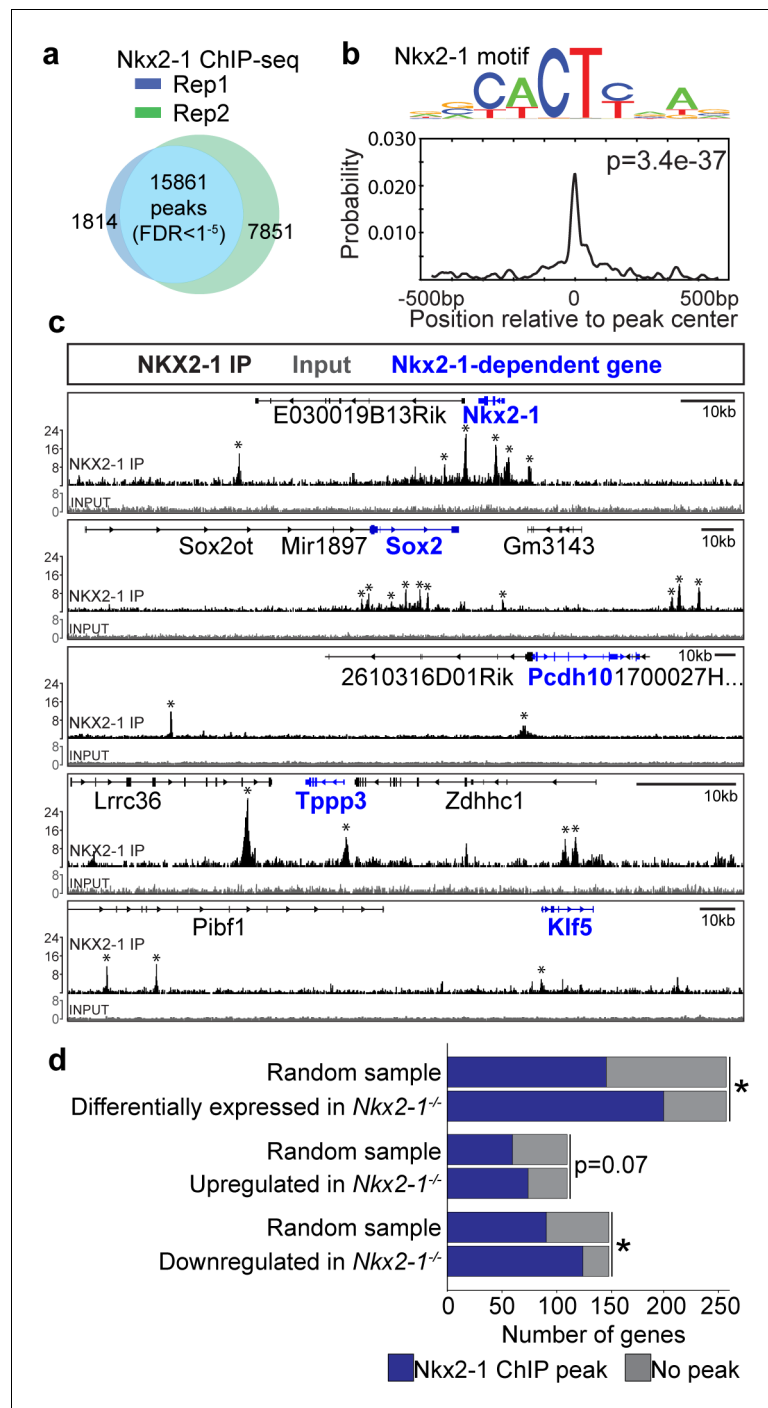 a
Nkx2-1 ChIP-seq
Rep1
Rep2
15861
peaks
(FDR<1-5)
1814
7851
b
Nkx2-1 motif
CACTCTA
Probability
0.030
0.020
0.010
p=3.4e-37
-500bp 0 500bp
Position relative to peak center
c
NKX2-1 IP Input Nkx2-1-dependent gene
E030019B13Rik Nkx2-1 10kb
24
16
8
NKX2-1 IP
* * * * * *
8
0
INPUT
Sox2ot Mir1897 Sox2 Gm3143 10kb
24
16
8
NKX2-1 IP
* * * * * * * * * *
8
0
INPUT
2610316D01Rik Pcdh10 1700027H... 10kb
24
16
8
NKX2-1 IP
* *
8
0
INPUT
Lrrc36 Tppp3 Zdhhc1 10kb
24
16
8
NKX2-1 IP
* * * *
8
0
INPUT
Pibf1 Klf5 10kb
24
16
8
NKX2-1 IP
* * *
8
0
INPUT
d
Random sample
Differentially expressed in Nkx2-1-/-
*
Random sample
Upregulated in Nkx2-1-/-
p=0.07
Random sample
Downregulated in Nkx2-1-/-
*
0 50 100 150 200 250
Number of genes
Nkx2-1 ChIP peak No peak